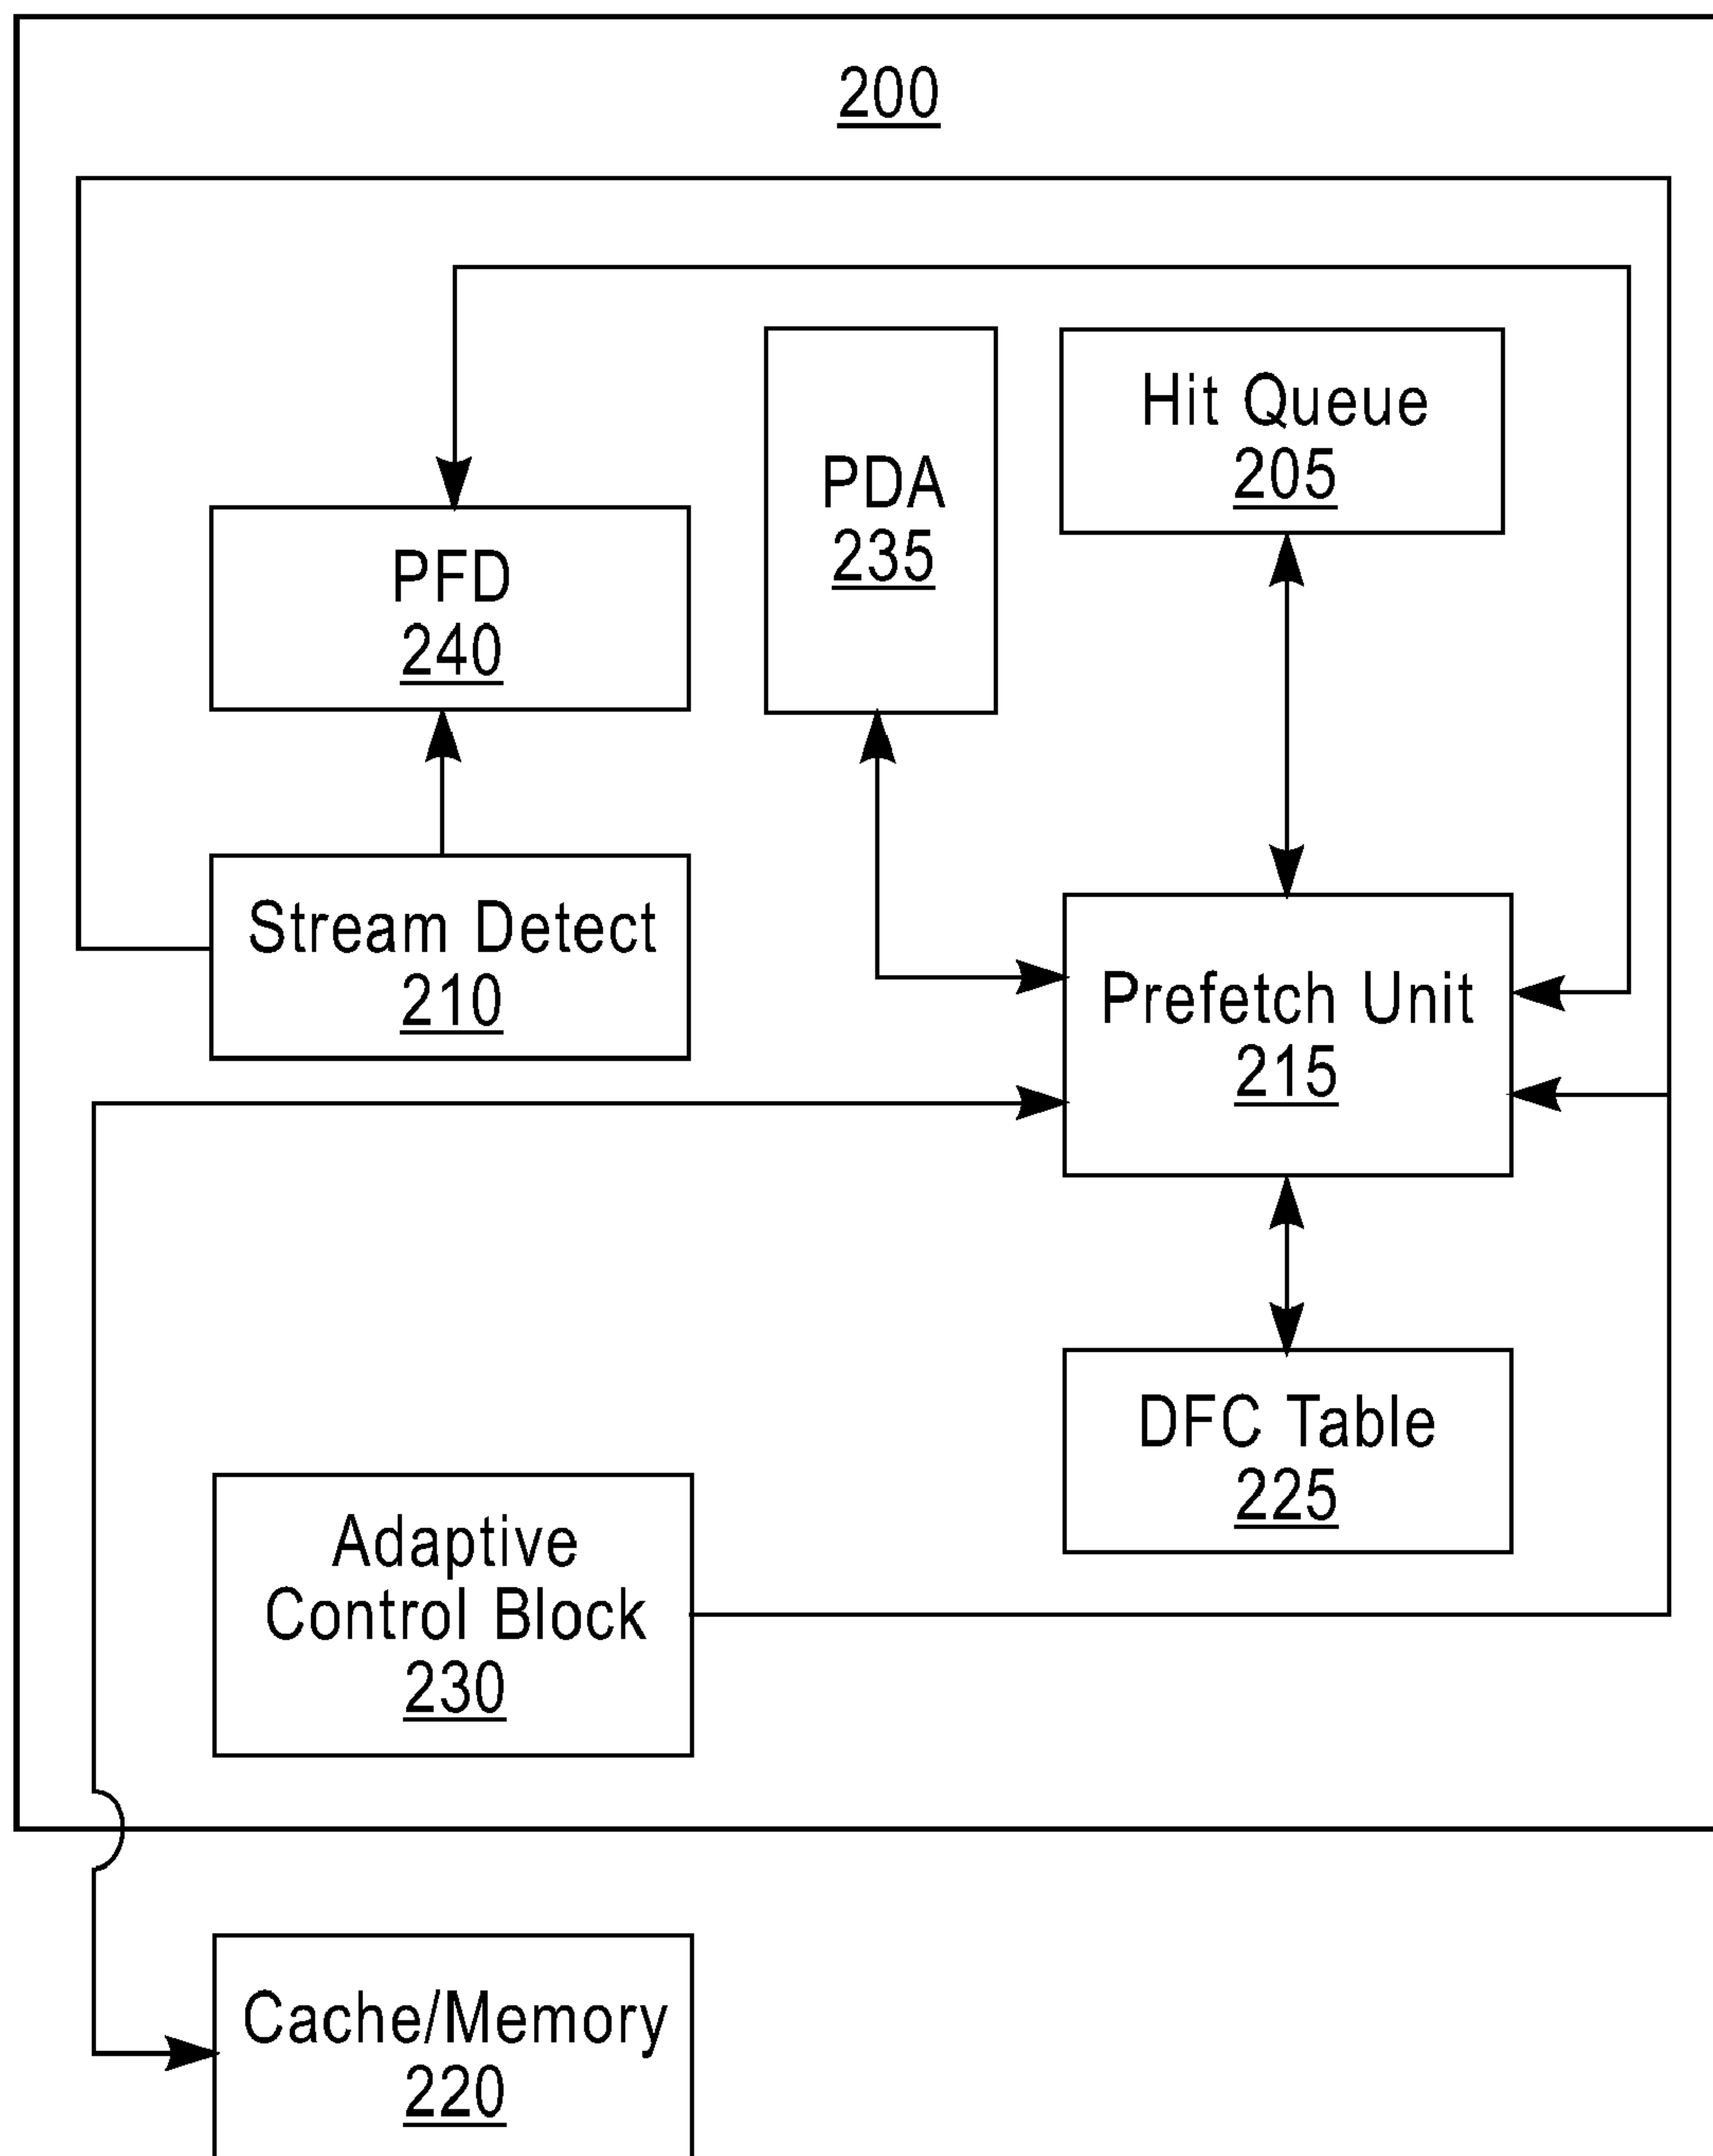 200
Hit Queue
205
PDA
235
PFD
240
Stream Detect
210
Prefetch Unit
215
DFC Table
225
Adaptive
Control Block
230
Cache/Memory
220